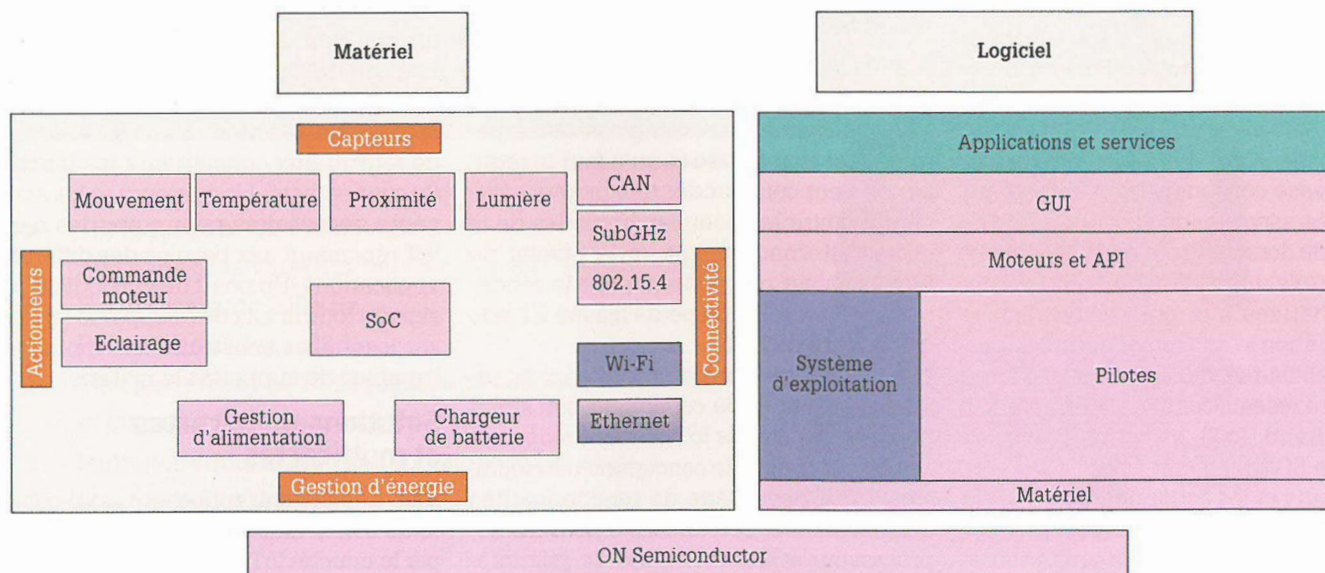 Matériel
Logiciel
Capteurs
Mouvement
Température
Proximité
Lumière
CAN
SubGHz
802.15.4
Wi-Fi
Ethernet
Connectivité
Actionneurs
Commande
moteur
Eclairage
SoC
Gestion
d'alimentation
Chargeur
de batterie
Gestion d'énergie
Applications et services
GUI
Moteurs et API
Système
d'exploitation
Pilotes
Matériel
ON Semiconductor